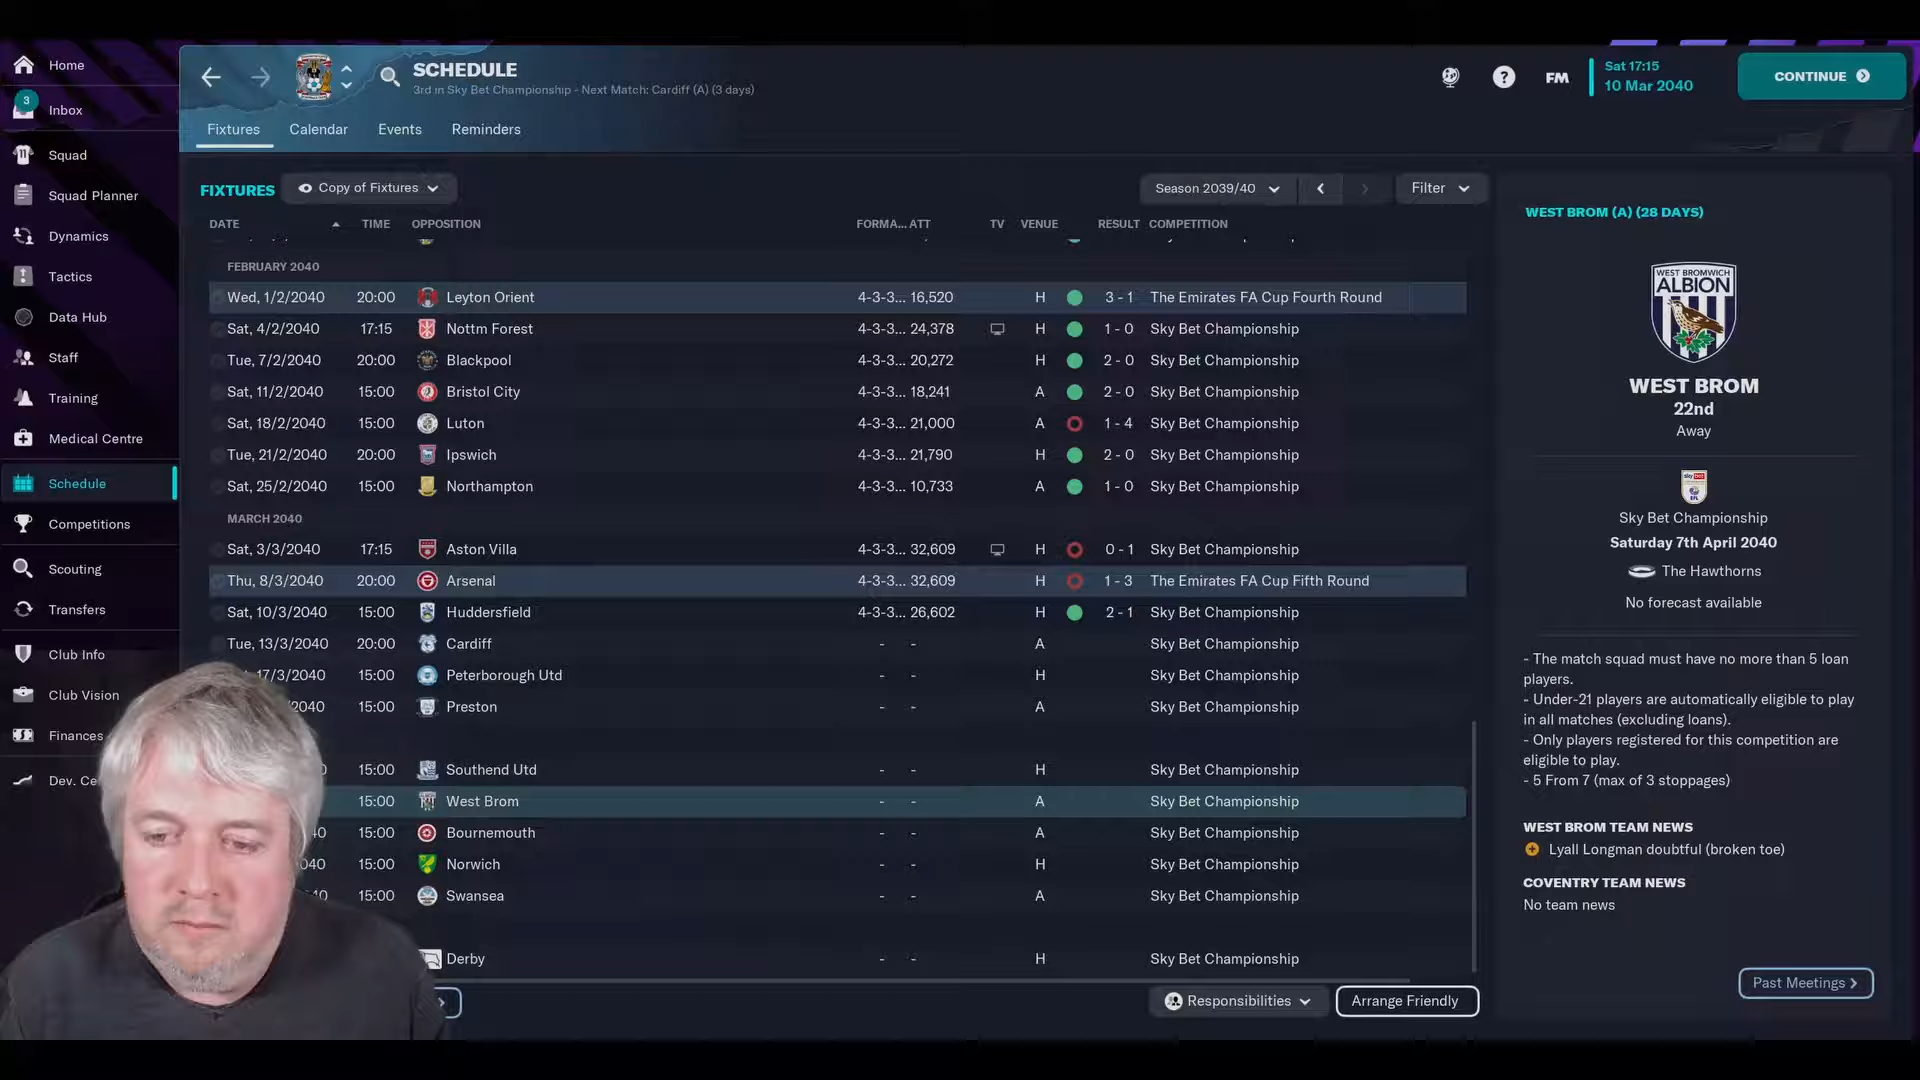 Home
3
Inbox
Squad
Squad Planner
Dynamics
Tactics
Data Hub
Staff
Training
Medical Centre
Schedule
Competitions
Scouting
Transfers
Club Info
Club Vision
Finances
Dev. Ce
SCHEDULE
3rd in Sky Bet Championship - Next Match: Cardiff (A) (3 days)
? FM
Sat 17:15
10 Mar 2040
CONTINUE
Fixtures Calendar Events Reminders
FIXTURES Copy of Fixtures Season 2039/40 Filter
DATE TIME OPPOSITION FORMA... ATT TV VENUE RESULT COMPETITION
FEBRUARY 2040
Wed, 1/2/2040 20:00 Leyton Orient 4-3-3... 16,520 H 3 - 1 The Emirates FA Cup Fourth Round
Sat, 4/2/2040 17:15 Nottm Forest 4-3-3... 24,378 H 1 - 0 Sky Bet Championship
Tue, 7/2/2040 20:00 Blackpool 4-3-3... 20,272 H 2 - 0 Sky Bet Championship
Sat, 11/2/2040 15:00 Bristol City 4-3-3... 18,241 A 2 - 0 Sky Bet Championship
Sat, 18/2/2040 15:00 Luton 4-3-3... 21,000 A 1 - 4 Sky Bet Championship
Tue, 21/2/2040 20:00 Ipswich 4-3-3... 21,790 H 2 - 0 Sky Bet Championship
Sat, 25/2/2040 15:00 Northampton 4-3-3... 10,733 A 1 - 0 Sky Bet Championship
MARCH 2040
Sat, 3/3/2040 17:15 Aston Villa 4-3-3... 32,609 H 0 - 1 Sky Bet Championship
Thu, 8/3/2040 20:00 Arsenal 4-3-3... 32,609 H 1 - 3 The Emirates FA Cup Fifth Round
Sat, 10/3/2040 15:00 Huddersfield 4-3-3... 26,602 H 2 - 1 Sky Bet Championship
Tue, 13/3/2040 20:00 Cardiff - - A Sky Bet Championship
17/3/2040 15:00 Peterborough Utd - - H Sky Bet Championship
2040 15:00 Preston - - A Sky Bet Championship
0 15:00 Southend Utd - - H Sky Bet Championship
15:00 West Brom - - A Sky Bet Championship
40 15:00 Bournemouth - - A Sky Bet Championship
040 15:00 Norwich - - H Sky Bet Championship
40 15:00 Swansea - - A Sky Bet Championship
Derby - - H Sky Bet Championship
Responsibilities Arrange Friendly
WEST BROM (A) (28 DAYS)
WEST BROMWICH
ALBION
WEST BROM
22nd
Away
sky bet
EFL
Sky Bet Championship
Saturday 7th April 2040
The Hawthorns
No forecast available
- The match squad must have no more than 5 loan
players.
- Under-21 players are automatically eligible to play
in all matches (excluding loans).
- Only players registered for this competition are
eligible to play.
- 5 From 7 (max of 3 stoppages)
WEST BROM TEAM NEWS
Lyall Longman doubtful (broken toe)
COVENTRY TEAM NEWS
No team news
Past Meetings